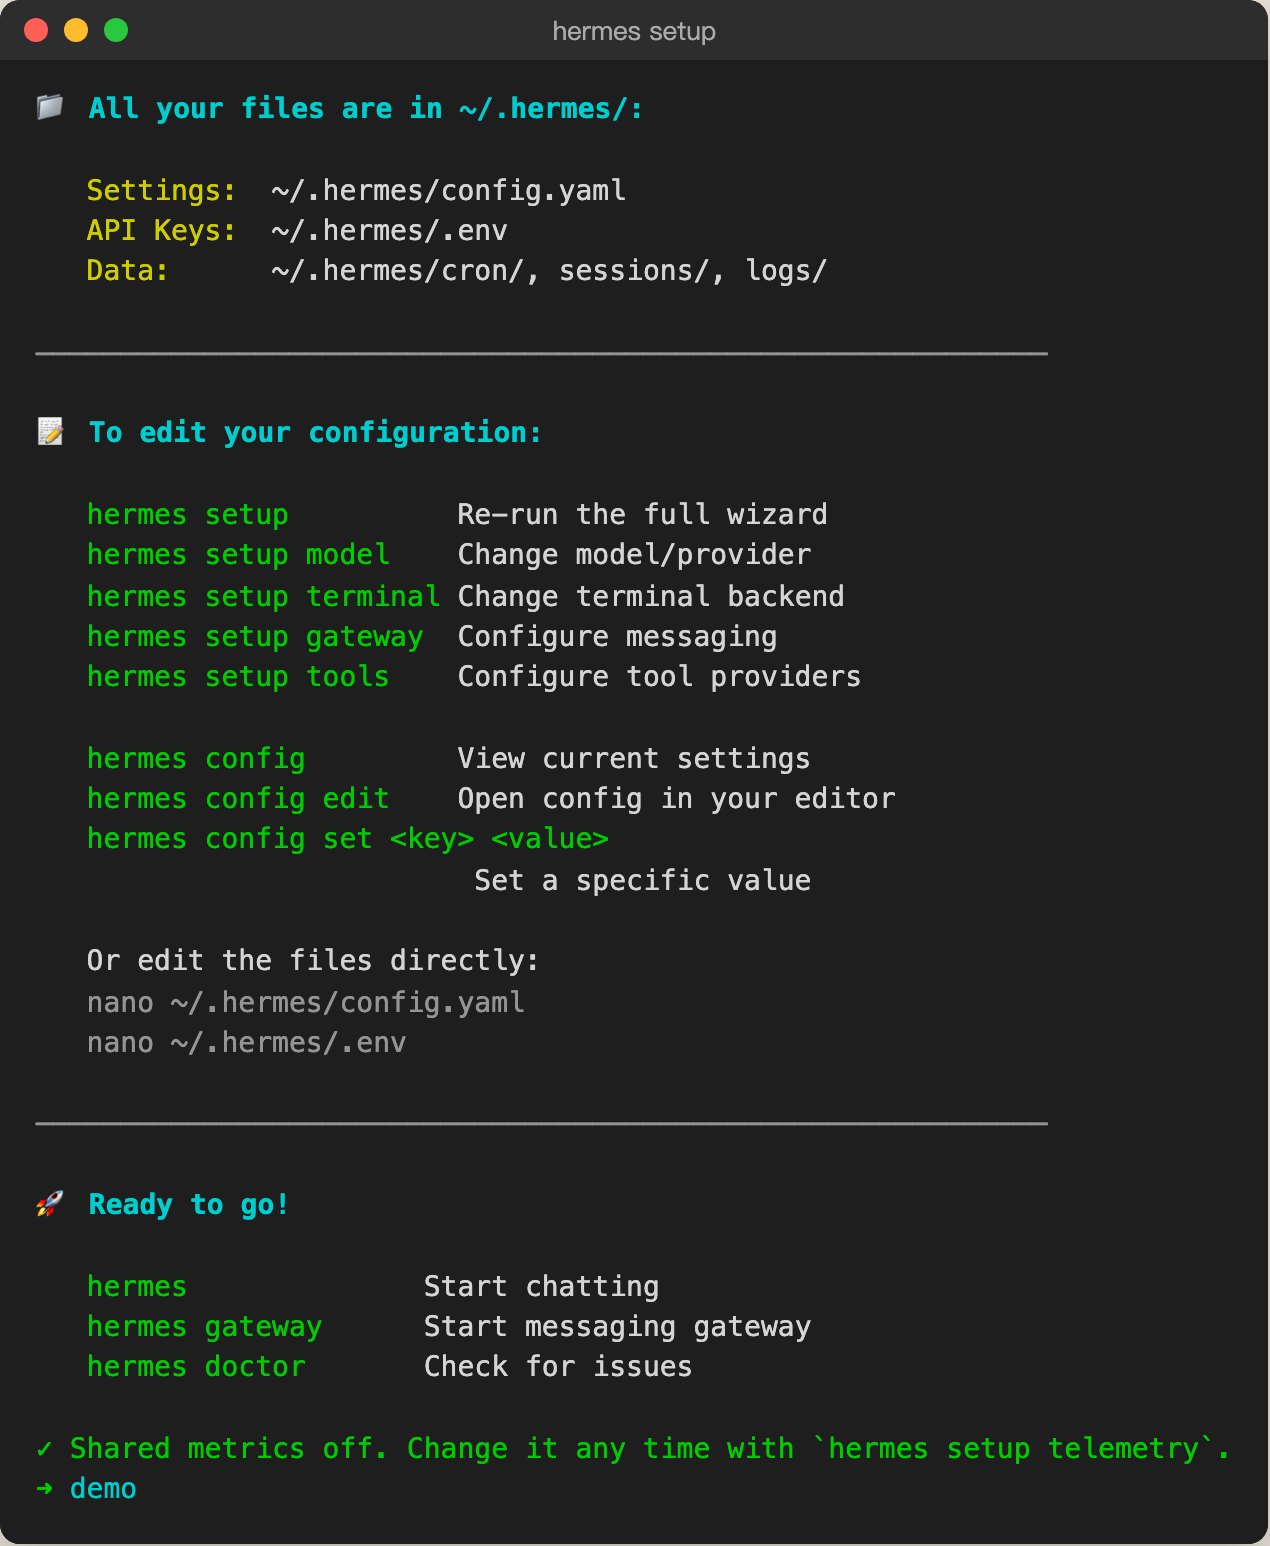 hermes setup
📁 All your files are in ~/.hermes/:
Settings: ~/.hermes/config.yaml
API Keys: ~/.hermes/.env
Data: ~/.hermes/cron/, sessions/, logs/
📝 To edit your configuration:
hermes setup Re-run the full wizard
hermes setup model Change model/provider
hermes setup terminal Change terminal backend
hermes setup gateway Configure messaging
hermes setup tools Configure tool providers
hermes config View current settings
hermes config edit Open config in your editor
hermes config set <key> <value>
Set a specific value
Or edit the files directly:
nano ~/.hermes/config.yaml
nano ~/.hermes/.env
🚀 Ready to go!
hermes Start chatting
hermes gateway Start messaging gateway
hermes doctor Check for issues
✓ Shared metrics off. Change it any time with `hermes setup telemetry`.
➜ demo